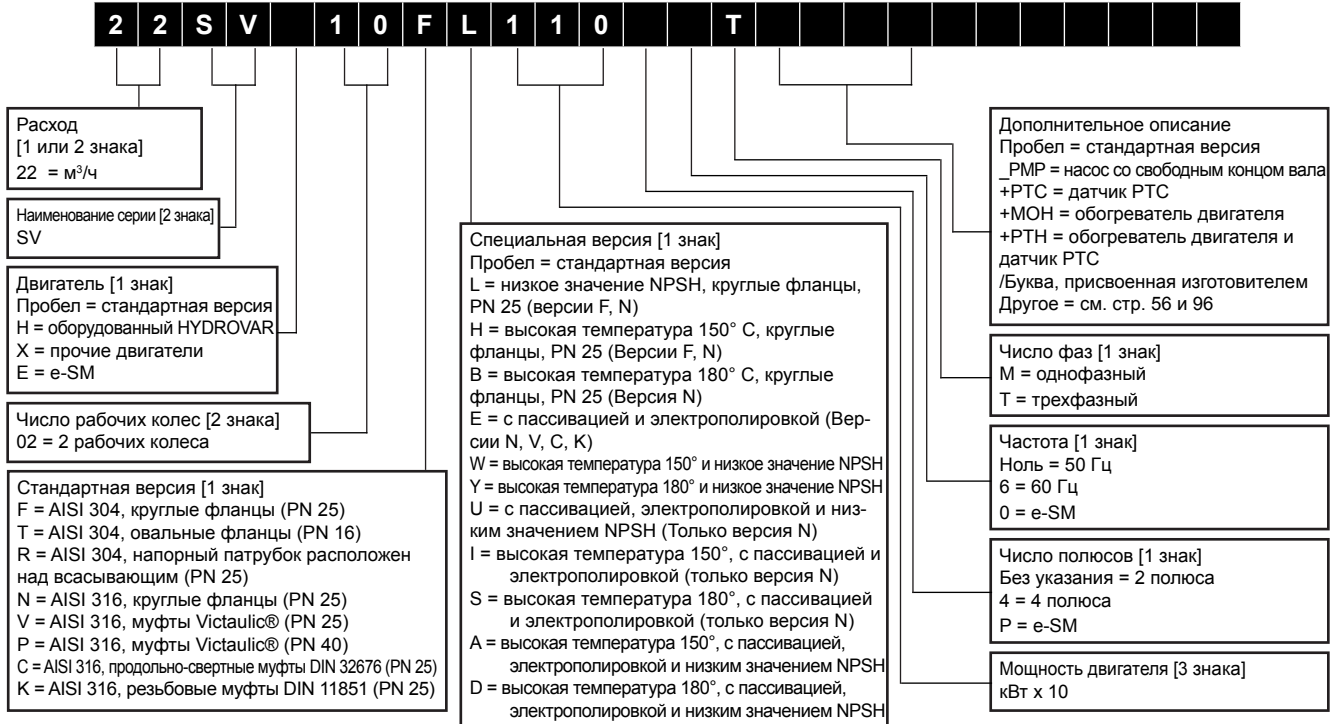 2 2 S V 1 0 F L 1 1 0 T
Расход
[1 или 2 знака]
22 = м³/ч
Наименование серии [2 знака]
SV
Двигатель [1 знак]
Пробел = стандартная версия
H = оборудованный HYDROVAR
X = прочие двигатели
E = e-SM
Число рабочих колес [2 знака]
02 = 2 рабочих колеса
Стандартная версия [1 знак]
F = AISI 304, круглые фланцы (PN 25)
T = AISI 304, овальные фланцы (PN 16)
R = AISI 304, напорный патрубок расположен
над всасывающим (PN 25)
N = AISI 316, круглые фланцы (PN 25)
V = AISI 316, муфты Victaulic® (PN 25)
P = AISI 316, муфты Victaulic® (PN 40)
C = AISI 316, продольно-свертные муфты DIN 32676 (PN 25)
K = AISI 316, резьбовые муфты DIN 11851 (PN 25)
Специальная версия [1 знак]
Пробел = стандартная версия
L = низкое значение NPSH, круглые фланцы,
PN 25 (версии F, N)
H = высокая температура 150° C, круглые
фланцы, PN 25 (Версии F, N)
B = высокая температура 180° C, круглые
фланцы, PN 25 (Версия N)
E = с пассивацией и электрополировкой (Вер-
сии N, V, C, K)
W = высокая температура 150° и низкое значение NPSH
Y = высокая температура 180° и низкое значение NPSH
U = с пассивацией, электрополировкой и низ-
ким значением NPSH (Только версия N)
I = высокая температура 150°, с пассивацией и
электрополировкой (только версия N)
S = высокая температура 180°, с пассивацией
и электрополировкой (только версия N)
A = высокая температура 150°, с пассивацией,
электрополировкой и низким значением NPSH
D = высокая температура 180°, с пассивацией,
электрополировкой и низким значением NPSH
Дополнительное описание
Пробел = стандартная версия
_PMP = насос со свободным концом вала
+PTC = датчик PTC
+MOH = обогреватель двигателя
+PTH = обогреватель двигателя и
датчик PTC
/Буква, присвоенная изготовителем
Другое = см. стр. 56 и 96
Число фаз [1 знак]
M = однофазный
T = трехфазный
Частота [1 знак]
Ноль = 50 Гц
6 = 60 Гц
0 = e-SM
Число полюсов [1 знак]
Без указания = 2 полюса
4 = 4 полюса
P = e-SM
Мощность двигателя [3 знака]
кВт x 10